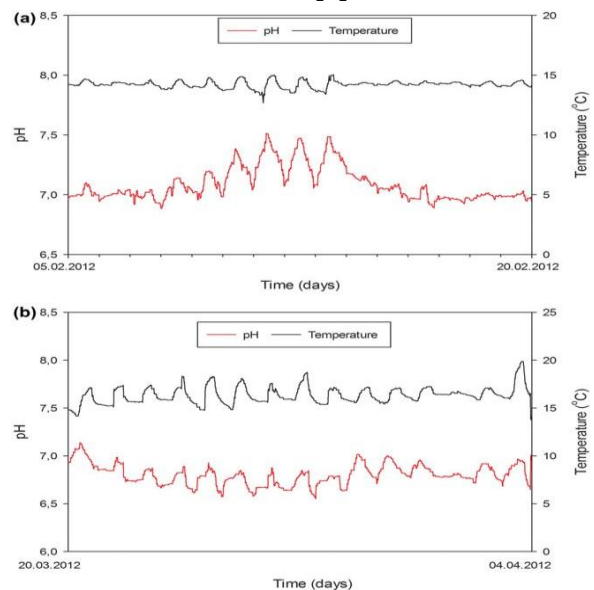 (a)
8,5
20
pH
Temperature
8,0
15
pH
7,5
10
Temperature (°C)
7,0
5
6,5
0
05.02.2012
20.02.2012
Time (days)
(b)
8,5
25
pH
Temperature
8,0
20
7,5
15
pH
Temperature (°C)
7,0
10
6,5
5
6,0
0
20.03.2012
04.04.2012
Time (days)